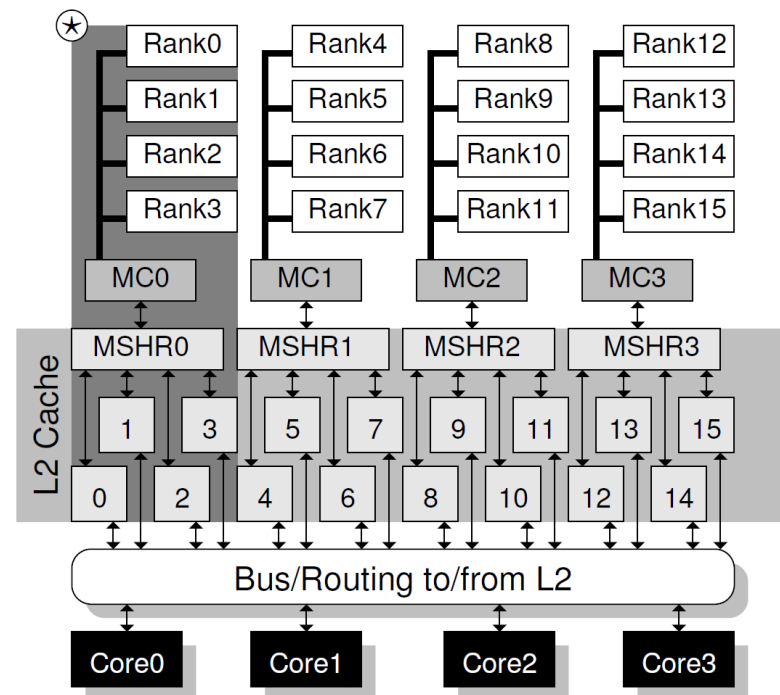 Rank0 Rank4 Rank8 Rank12
Rank1 Rank5 Rank9 Rank13
Rank2 Rank6 Rank10 Rank14
Rank3 Rank7 Rank11 Rank15
MC0 MC1 MC2 MC3
MSHR0 MSHR1 MSHR2 MSHR3
L2 Cache
1 3 5 7 9 11 13 15
0 2 4 6 8 10 12 14
Bus/Routing to/from L2
Core0 Core1 Core2 Core3